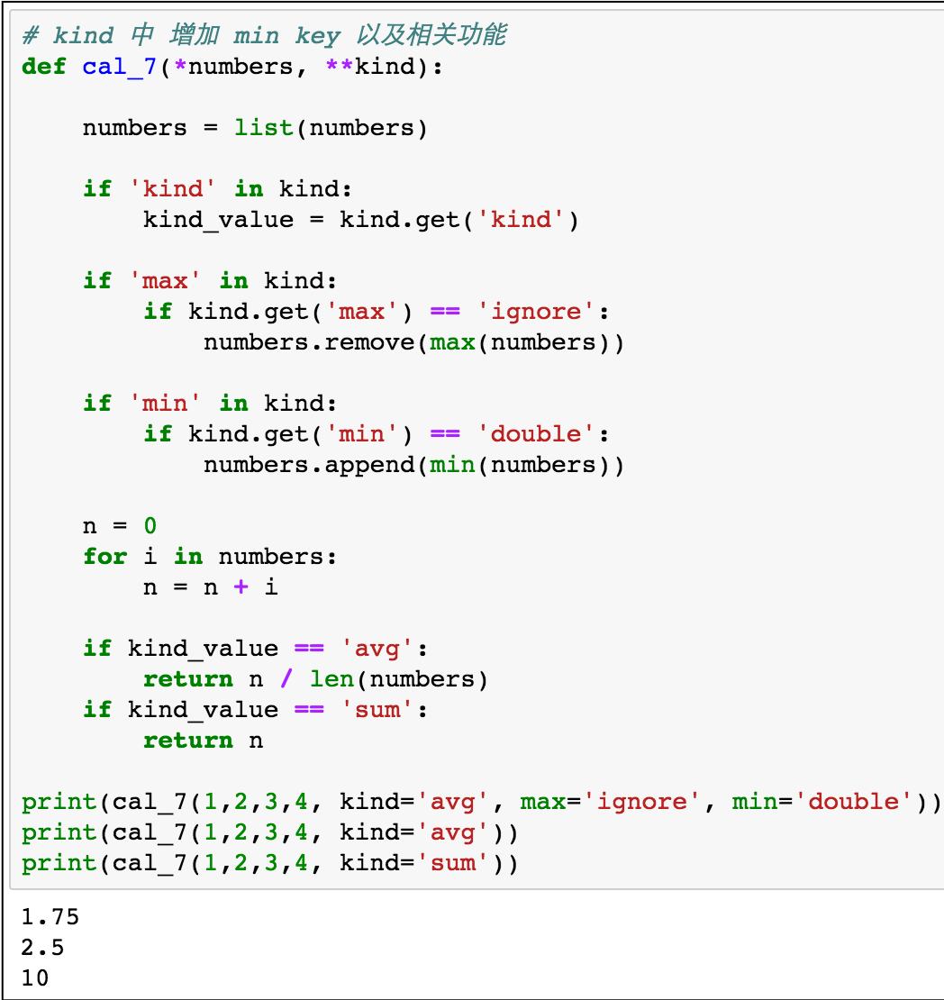 # kind 中 增加 min key 以及相关功能
def cal_7(*numbers, **kind):
    numbers = list(numbers)
    if 'kind' in kind:
        kind_value = kind.get('kind')
    if 'max' in kind:
        if kind.get('max') == 'ignore':
            numbers.remove(max(numbers))
    if 'min' in kind:
        if kind.get('min') == 'double':
            numbers.append(min(numbers))
    n = 0
    for i in numbers:
        n = n + i
    if kind_value == 'avg':
        return n / len(numbers)
    if kind_value == 'sum':
        return n
print(cal_7(1,2,3,4, kind='avg', max='ignore', min='double'))
print(cal_7(1,2,3,4, kind='avg'))
print(cal_7(1,2,3,4, kind='sum'))
1.75
2.5
10